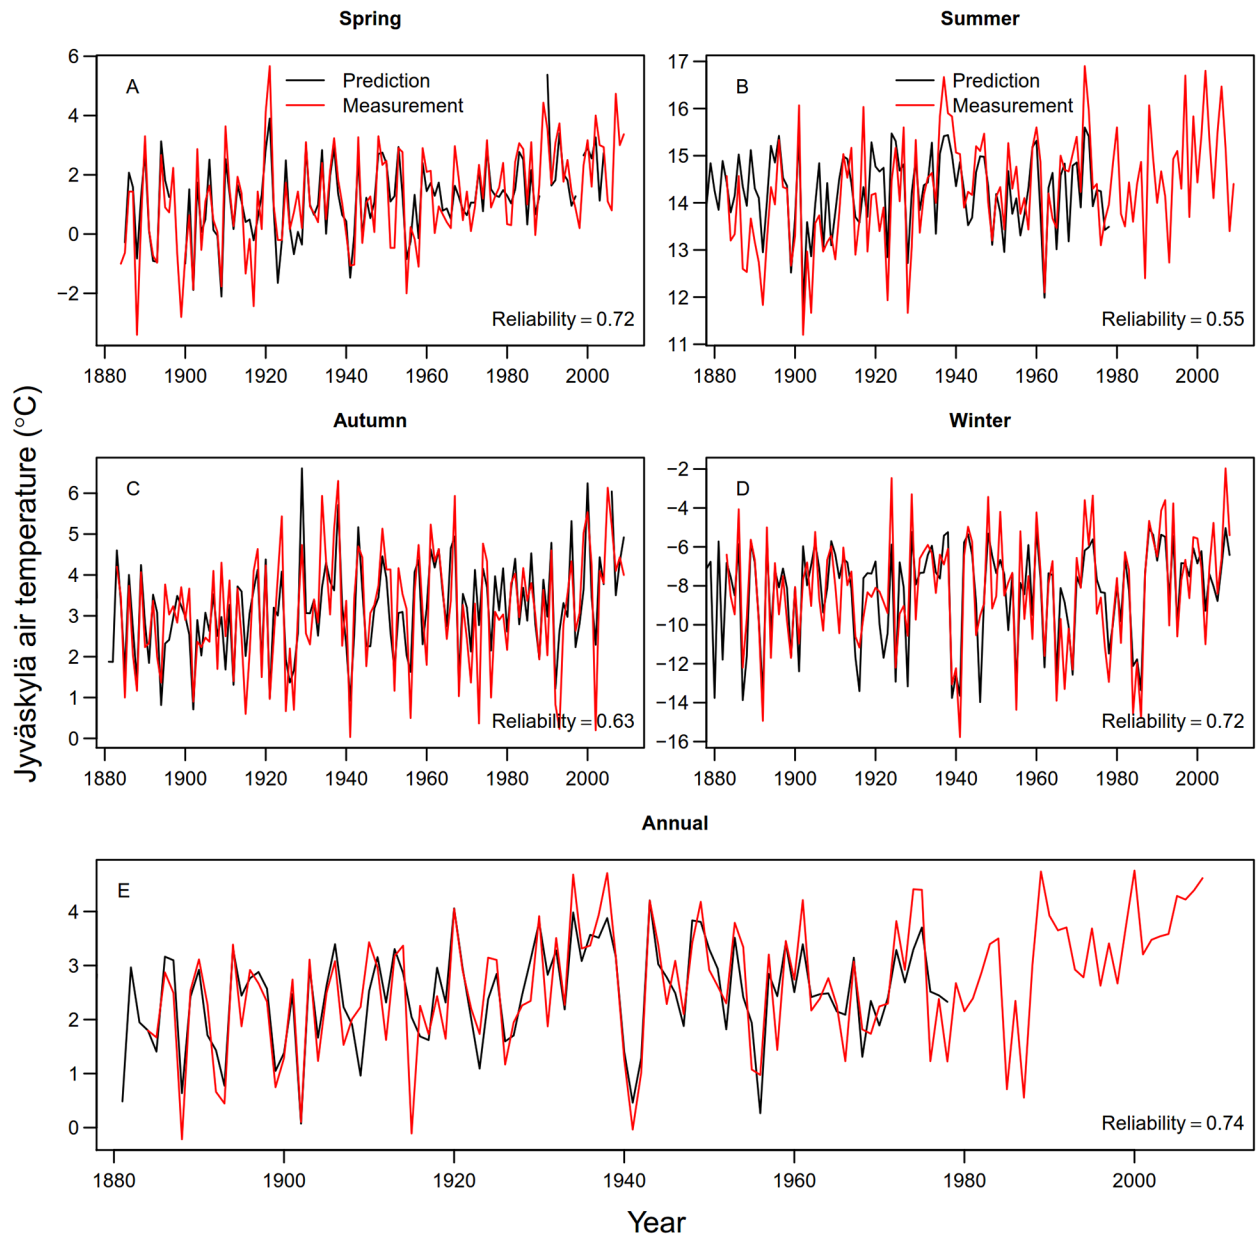 Spring
Summer
A
Prediction
Measurement
6
4
2
0
−2
Reliability = 0.72
1880 1900 1920 1940 1960 1980 2000
B
Prediction
Measurement
17
16
15
14
13
12
11
Reliability = 0.55
1880 1900 1920 1940 1960 1980 2000
Jyväskylä air temperature (°C)
Autumn
Winter
C
6
5
4
3
2
1
0
Reliability = 0.63
1880 1900 1920 1940 1960 1980 2000
D
−2
−4
−6
−8
−10
−12
−14
−16
Reliability = 0.72
1880 1900 1920 1940 1960 1980 2000
Annual
E
4
3
2
1
0
Reliability = 0.74
1880 1900 1920 1940 1960 1980 2000
Year